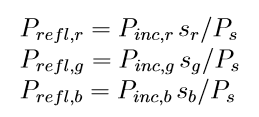 P_{refl,r} = P_{inc,r} s_r/P_s
P_{refl,g} = P_{inc,g} s_g/P_s
P_{refl,b} = P_{inc,b} s_b/P_s